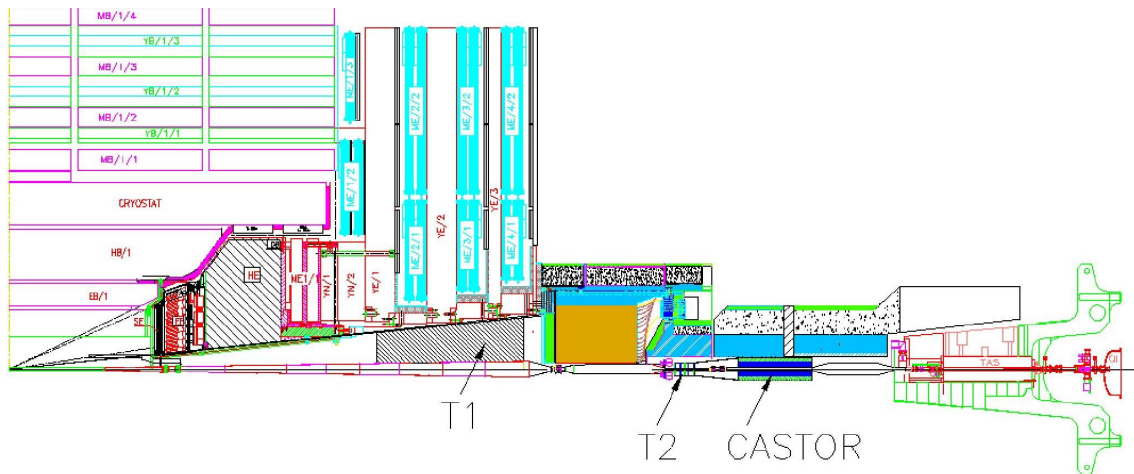 MB/1/4
YB/1/3
MB/1/3
YB/1/2
MB/1/2
YB/1/1
MB/1/1
CRYOSTAT
HB/1
EB/1
SE
HE
ME1/1
YN/1
YN/2
YE/1
ME/1/3
ME/1/2
ME/2/2
ME/2/1
YE/2
ME/3/2
ME/3/1
YE/3
ME/4/2
ME/4/1
TAS
T1
T2
CASTOR